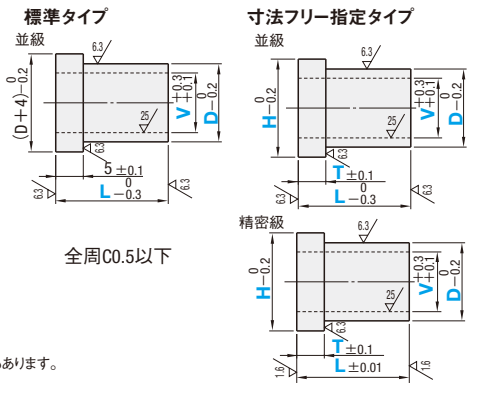 標準タイプ
並級
6.3
(D+4) 0 -0.2
V +0.3 +0.1
D 0 -0.2
25
6.3
5±0.1
L 0 -0.3
6.3
6.3
全周C0.5以下
もあります。
寸法フリー指定タイプ
並級
6.3
H 0 -0.2
V +0.3 +0.1
D 0 -0.2
25
6.3
T±0.1
L 0 -0.3
6.3
6.3
精密級
6.3
H 0 -0.2
V +0.3 +0.1
D 0 -0.2
25
6.3
T±0.1
L±0.01
1.6
1.6